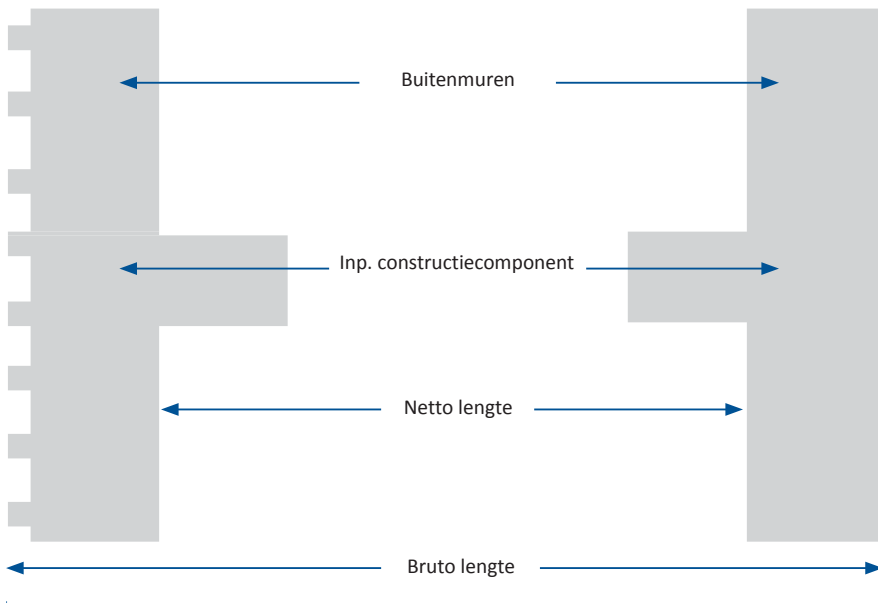 Buitenmuren
Inp. constructiecomponent
Netto lengte
Bruto lengte